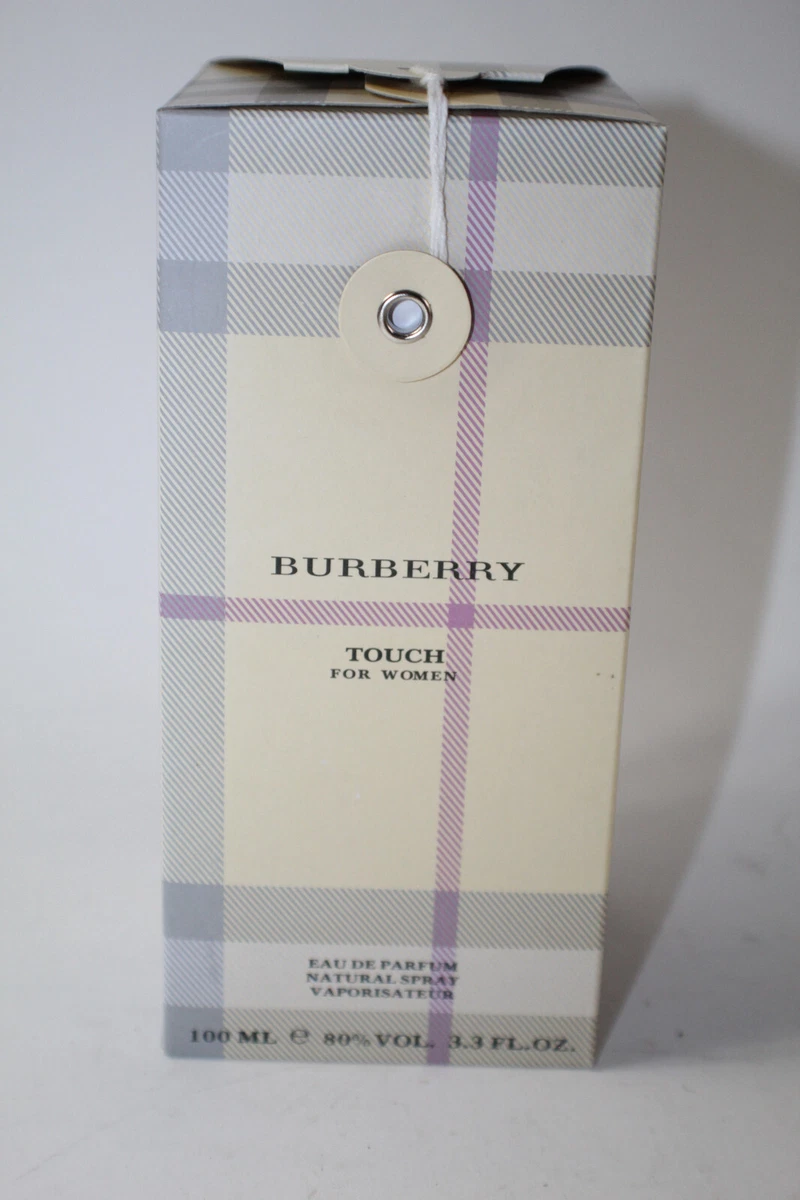 BURBERRY
TOUCH
FOR WOMEN
EAU DE PARFUM
NATURAL SPRAY
VAPORISATEUR
100 ML ℮ 80% VOL. 3.3 FL.OZ.